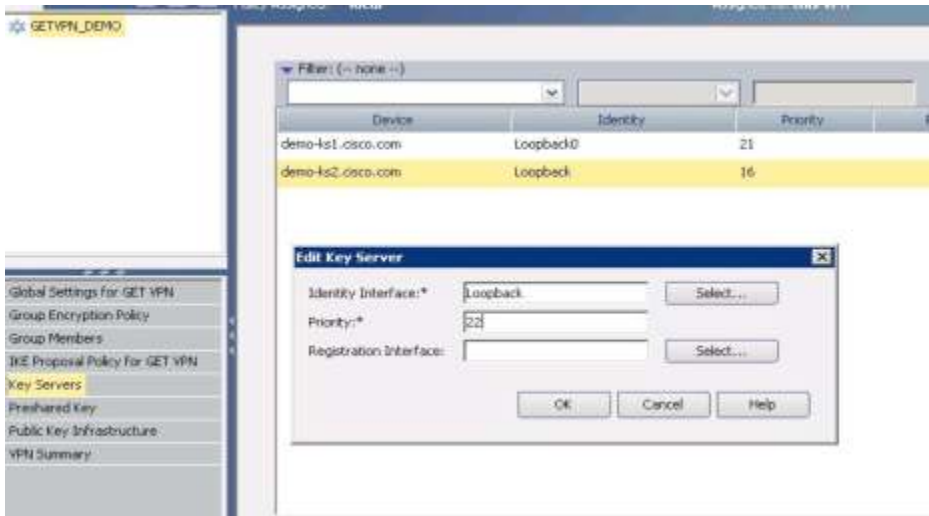 Policy Assigned: local
GETVPN_DEMO
Filter: (-- none --)
Device Identity Priority
demo-ks1.cisco.com Loopback0 21
demo-ks2.cisco.com Loopback 16
Edit Key Server
Identity Interface:* Loopback Select...
Priority:* 22
Registration Interface: Select...
OK Cancel Help
Global Settings for GET VPN
Group Encryption Policy
Group Members
IKE Proposal Policy for GET VPN
Key Servers
Preshared Key
Public Key Infrastructure
VPN Summary